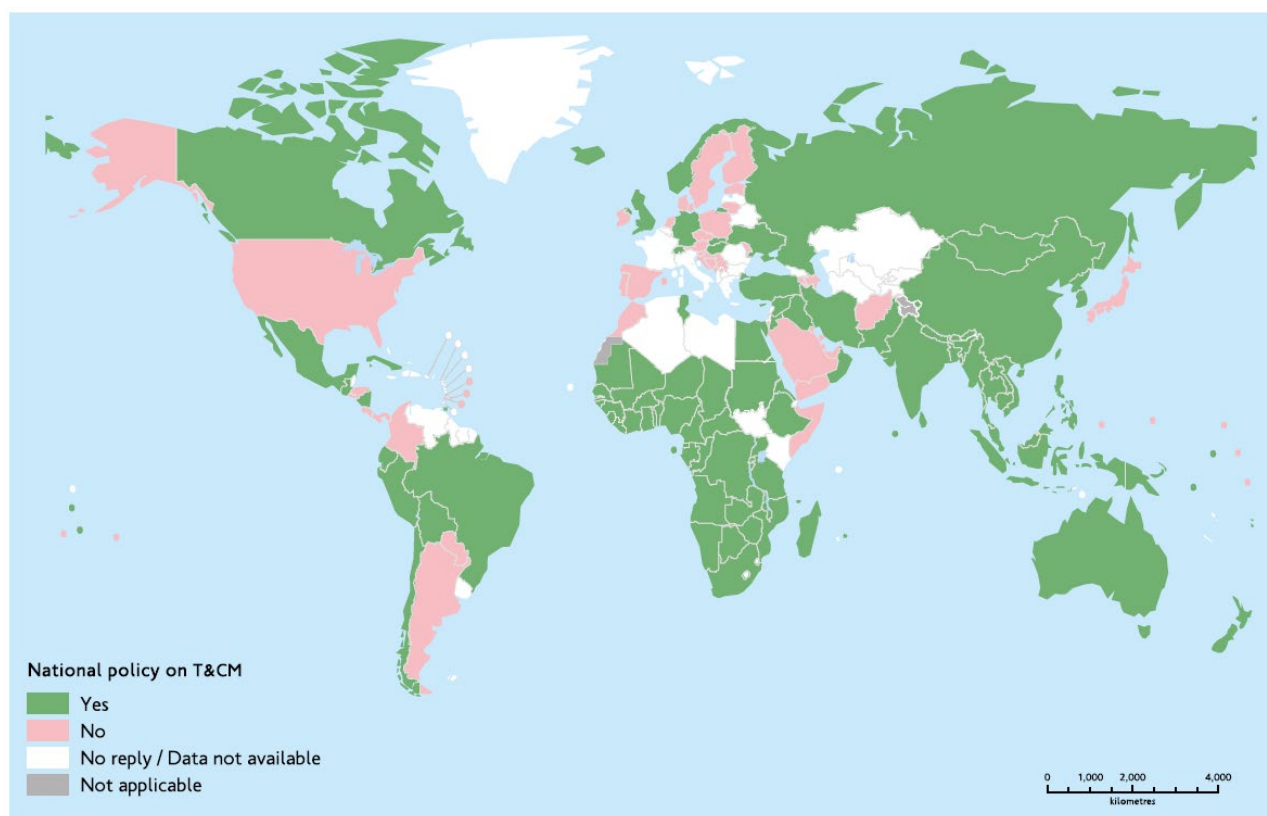 National policy on T&CM
Yes
No
No reply / Data not available
Not applicable
0 1,000 2,000 4,000
kilometres